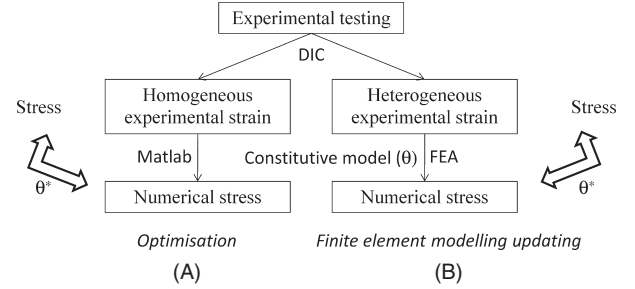 Experimental testing
DIC
Homogeneous
experimental strain
Heterogeneous
experimental strain
Stress
Stress
Matlab
Constitutive model (θ)
FEA
θ*
θ*
Numerical stress
Numerical stress
Optimisation
Finite element modelling updating
(A)
(B)